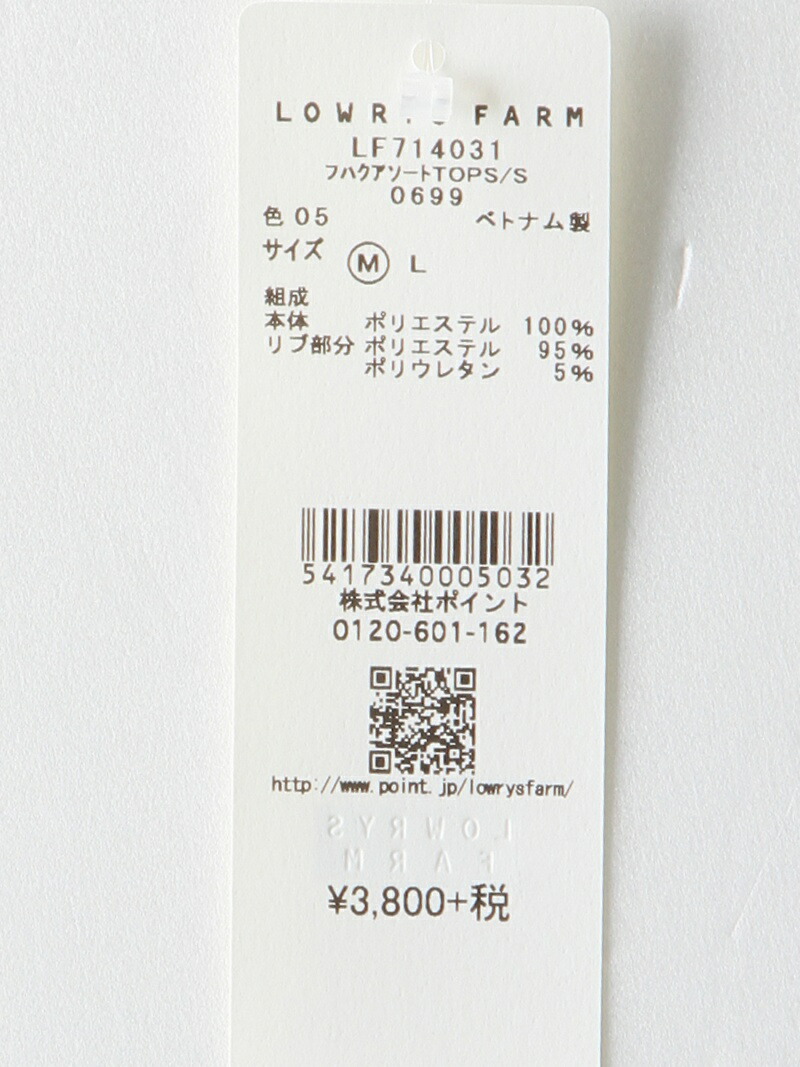 LOWRYS FARM
LF714031
フハクアソートTOPS/S
0699
色 05 ベトナム製
サイズ Ⓜ L
組成
本体 ポリエステル 100%
リブ部分 ポリエステル 95%
ポリウレタン 5%
5417340005032
株式会社ポイント
0120-601-162
http://www.point.jp/lowrysfarm/
LOWRYS
FARM
¥3,800+税